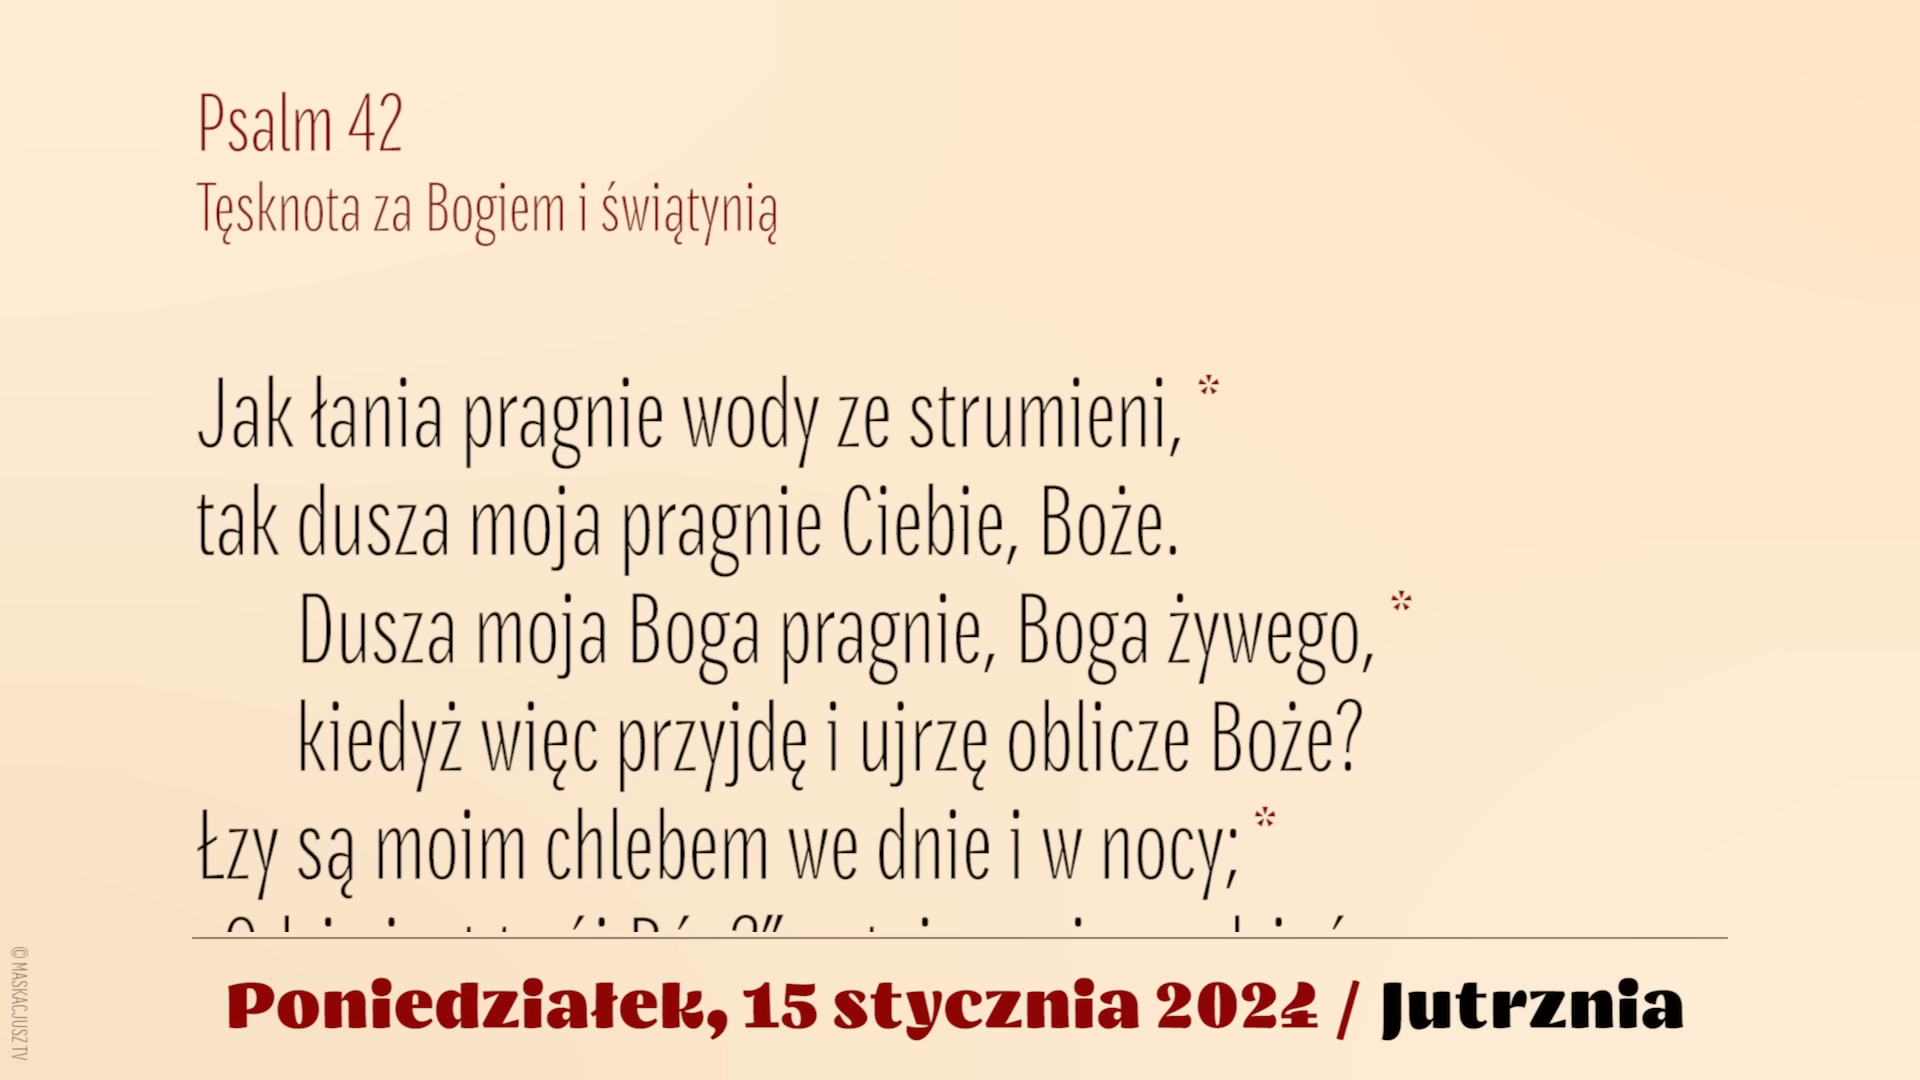 Psalm 42
Tęsknota za Bogiem i świątynią
Jak łania pragnie wody ze strumieni, *
tak dusza moja pragnie Ciebie, Boże.
Dusza moja Boga pragnie, Boga żywego, *
kiedyż więc przyjdę i ujrzę oblicze Boże?
Łzy są moim chlebem we dnie i w nocy; *
Poniedziałek, 15 stycznia 2024 / Jutrznia
© MASKACJUSZ TV